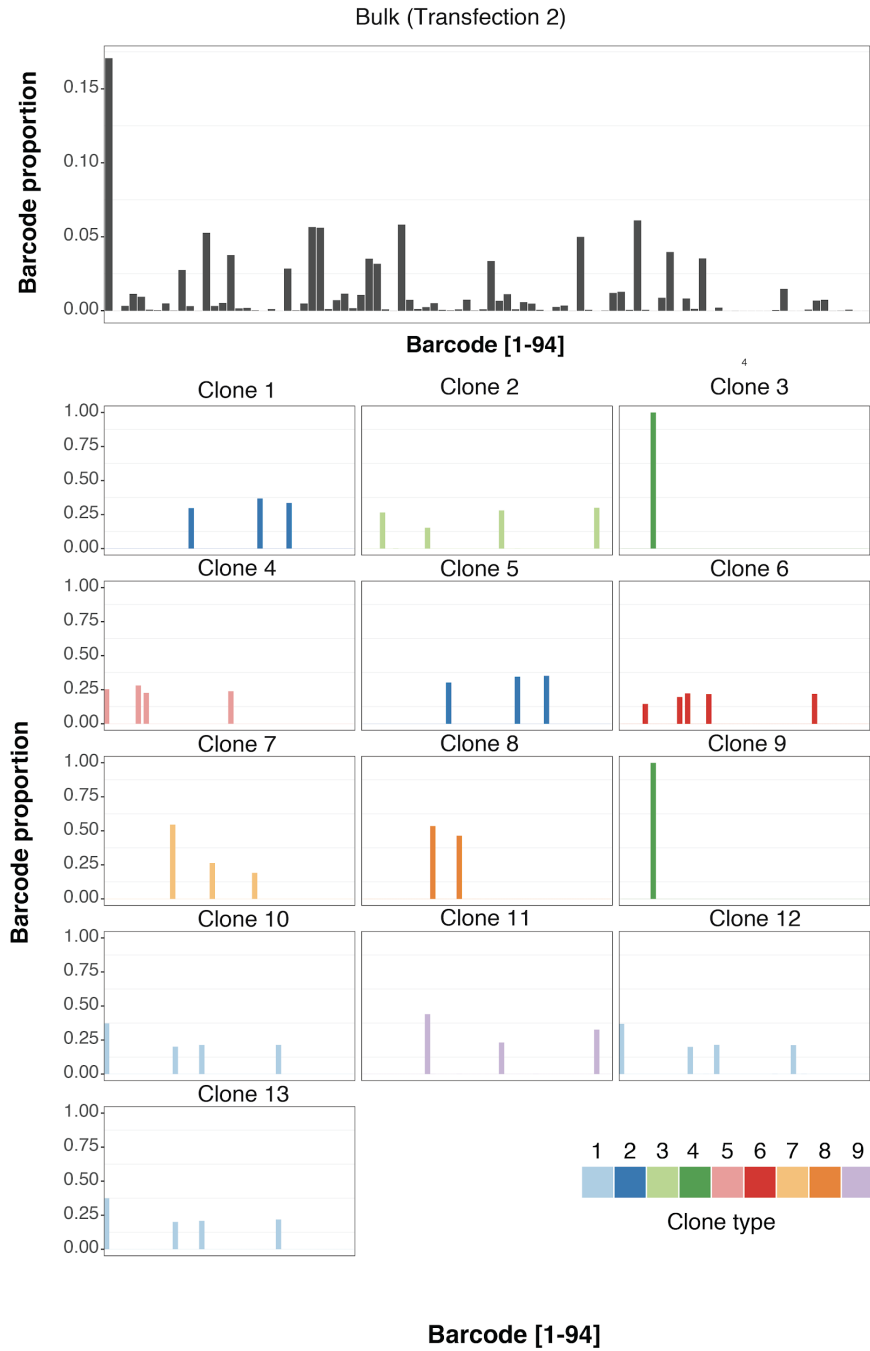 Bulk (Transfection 2)
Barcode proportion
0.15
0.10
0.05
0.00
Barcode [1-94]
4
Clone 1 Clone 2 Clone 3
1.00
0.75
0.50
0.25
0.00
Clone 4 Clone 5 Clone 6
1.00
0.75
0.50
0.25
0.00
Clone 7 Clone 8 Clone 9
Barcode proportion
1.00
0.75
0.50
0.25
0.00
Clone 10 Clone 11 Clone 12
1.00
0.75
0.50
0.25
0.00
Clone 13
1.00
0.75
0.50
0.25
0.00
1 2 3 4 5 6 7 8 9
Clone type
Barcode [1-94]